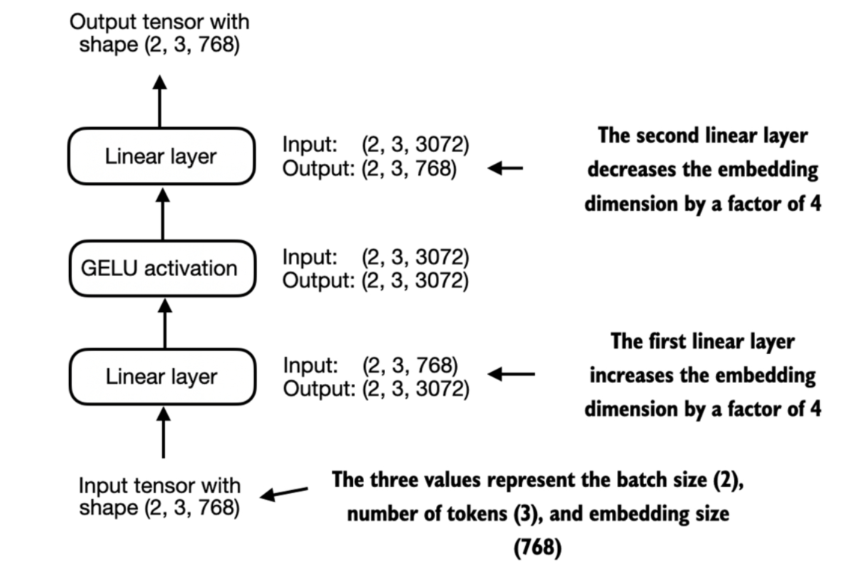 Output tensor with
shape (2, 3, 768)
Linear layer
Input: (2, 3, 3072)
Output: (2, 3, 768)
The second linear layer
decreases the embedding
dimension by a factor of 4
GELU activation
Input: (2, 3, 3072)
Output: (2, 3, 3072)
Linear layer
Input: (2, 3, 768)
Output: (2, 3, 3072)
The first linear layer
increases the embedding
dimension by a factor of 4
Input tensor with
shape (2, 3, 768)
The three values represent the batch size (2),
number of tokens (3), and embedding size
(768)